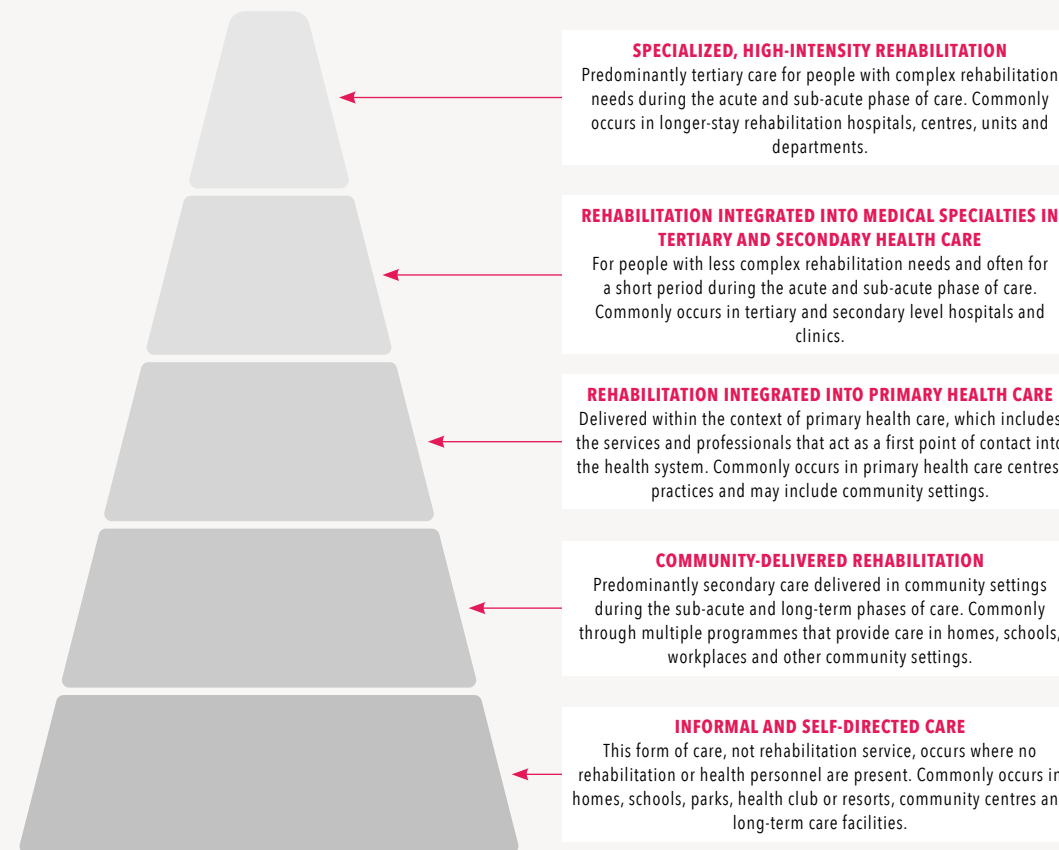 SPECIALIZED, HIGH-INTENSITY REHABILITATION
Predominantly tertiary care for people with complex rehabilitation
needs during the acute and sub-acute phase of care. Commonly
occurs in longer-stay rehabilitation hospitals, centres, units and
departments.
REHABILITATION INTEGRATED INTO MEDICAL SPECIALTIES IN
TERTIARY AND SECONDARY HEALTH CARE
For people with less complex rehabilitation needs and often for
a short period during the acute and sub-acute phase of care.
Commonly occurs in tertiary and secondary level hospitals and
clinics.
REHABILITATION INTEGRATED INTO PRIMARY HEALTH CARE
Delivered within the context of primary health care, which includes
the services and professionals that act as a first point of contact into
the health system. Commonly occurs in primary health care centres
practices and may include community settings.
COMMUNITY-DELIVERED REHABILITATION
Predominantly secondary care delivered in community settings
during the sub-acute and long-term phases of care. Commonly
through multiple programmes that provide care in homes, schools,
workplaces and other community settings.
INFORMAL AND SELF-DIRECTED CARE
This form of care, not rehabilitation service, occurs where no
rehabilitation or health personnel are present. Commonly occurs in
homes, schools, parks, health club or resorts, community centres an
long-term care facilities.